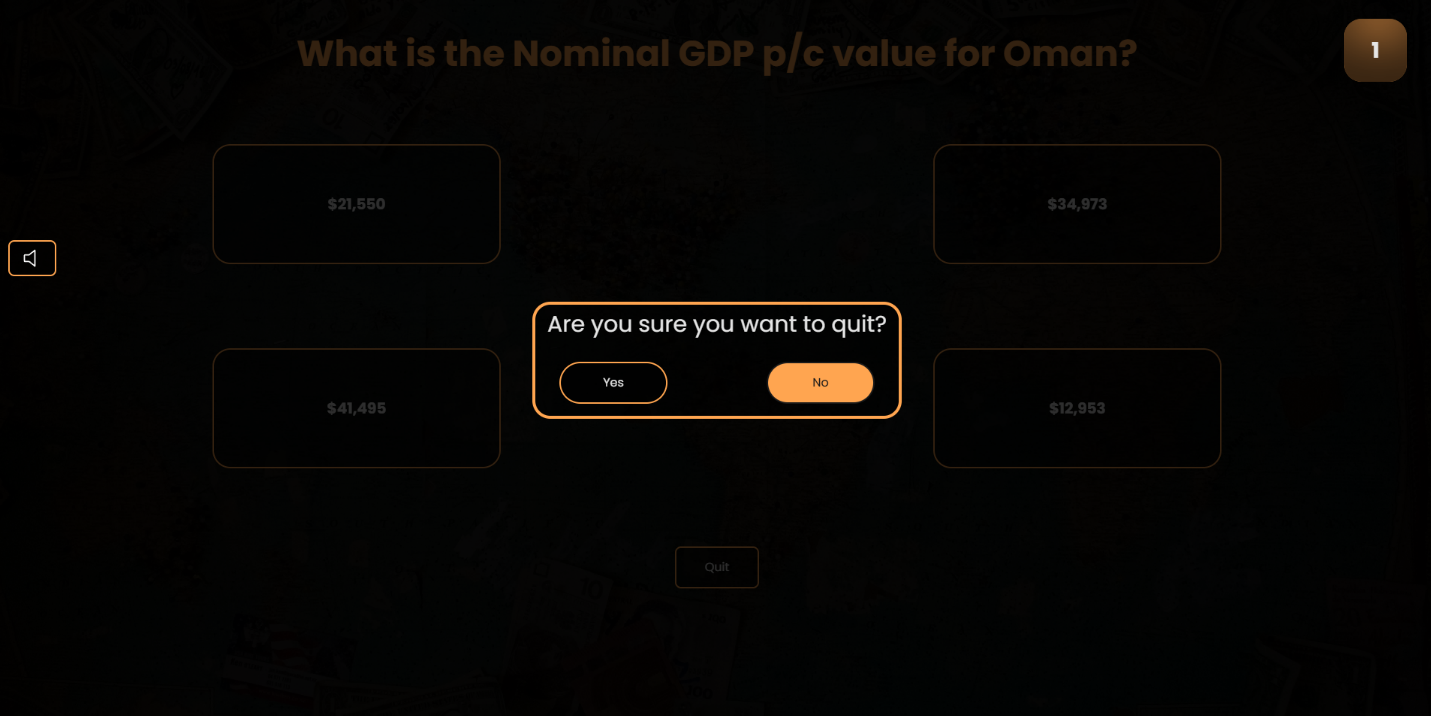 What is the Nominal GDP p/c value for Oman?
1
$21,550
$34,973
Are you sure you want to quit?
Yes
No
$41,495
$12,953
Quit